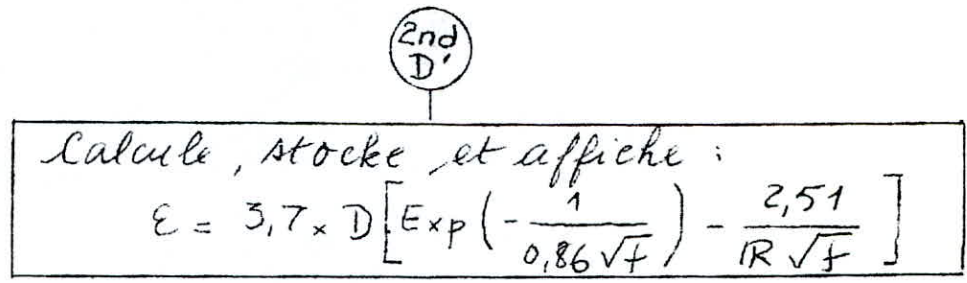 2nd
D'
Calcule, stocke et affiche :
ε = 3,7 × D [Exp (- 1 / 0,86 √f) - 2,51 / IR √f]